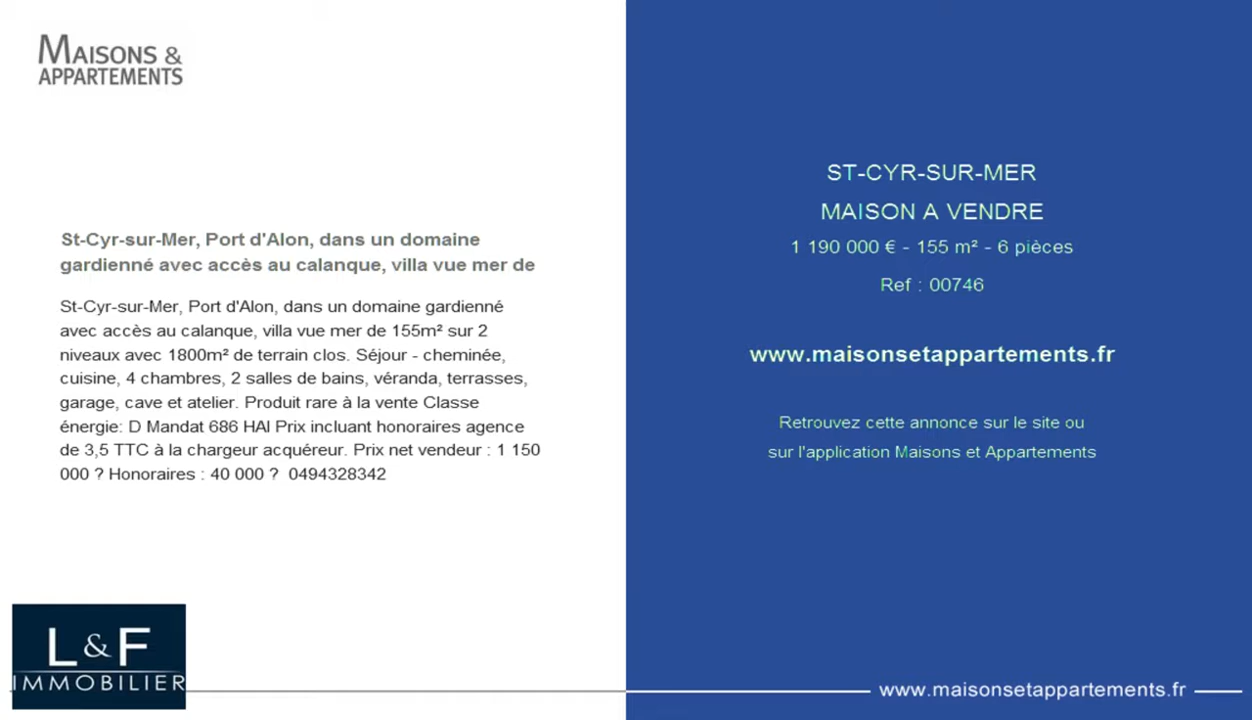 MAISONS &
APPARTEMENTS
St-Cyr-sur-Mer, Port d'Alon, dans un domaine
gardienné avec accès au calanque, villa vue mer de
St-Cyr-sur-Mer, Port d'Alon, dans un domaine gardienné
avec accès au calanque, villa vue mer de 155m² sur 2
niveaux avec 1800m² de terrain clos. Séjour - cheminée,
cuisine, 4 chambres, 2 salles de bains, véranda, terrasses,
garage, cave et atelier. Produit rare à la vente Classe
énergie: D Mandat 686 HAI Prix incluant honoraires agence
de 3,5 TTC à la chargeur acquéreur. Prix net vendeur : 1 150
000 ? Honoraires : 40 000 ? 0494328342
L&F
IMMOBILIER
ST-CYR-SUR-MER
MAISON A VENDRE
1 190 000 € - 155 m² - 6 pièces
Ref : 00746
www.maisonsetappartements.fr
Retrouvez cette annonce sur le site ou
sur l'application Maisons et Appartements
www.maisonsetappartements.fr